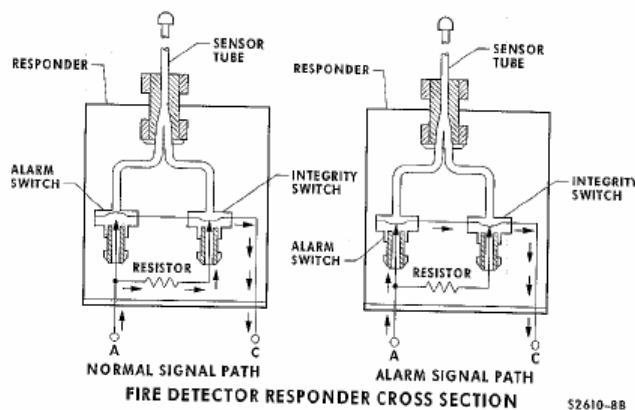 SENSOR
TUBE
RESPONDER
ALARM
SWITCH
INTEGRITY
SWITCH
RESISTOR
A
C
NORMAL SIGNAL PATH
SENSOR
TUBE
RESPONDER
INTEGRITY
SWITCH
ALARM
SWITCH
RESISTOR
A
C
ALARM SIGNAL PATH
FIRE DETECTOR RESPONDER CROSS SECTION
S2610-8B